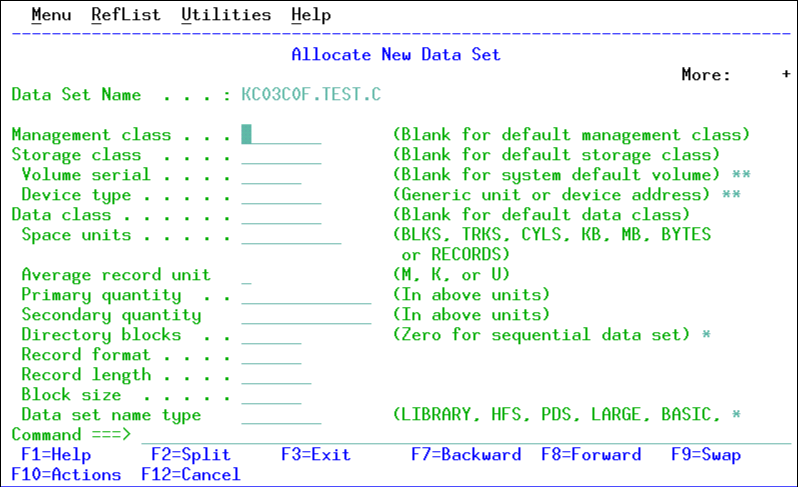 Menu RefList Utilities Help
Allocate New Data Set
More: +
Data Set Name . . . : KC03C0F.TEST.C
Management class . . . (Blank for default management class)
Storage class . . . . (Blank for default storage class)
Volume serial . . . . (Blank for system default volume) **
Device type . . . . . (Generic unit or device address) **
Data class . . . . . . (Blank for default data class)
Space units . . . . . (BLKS, TRKS, CYLS, KB, MB, BYTES
or RECORDS)
Average record unit (M, K, or U)
Primary quantity . . (In above units)
Secondary quantity (In above units)
Directory blocks . . (Zero for sequential data set) *
Record format . . . .
Record length . . . .
Block size . . . . .
Data set name type (LIBRARY, HFS, PDS, LARGE, BASIC, *
Command ===>
F1=Help F2=Split F3=Exit F7=Backward F8=Forward F9=Swap
F10=Actions F12=Cancel